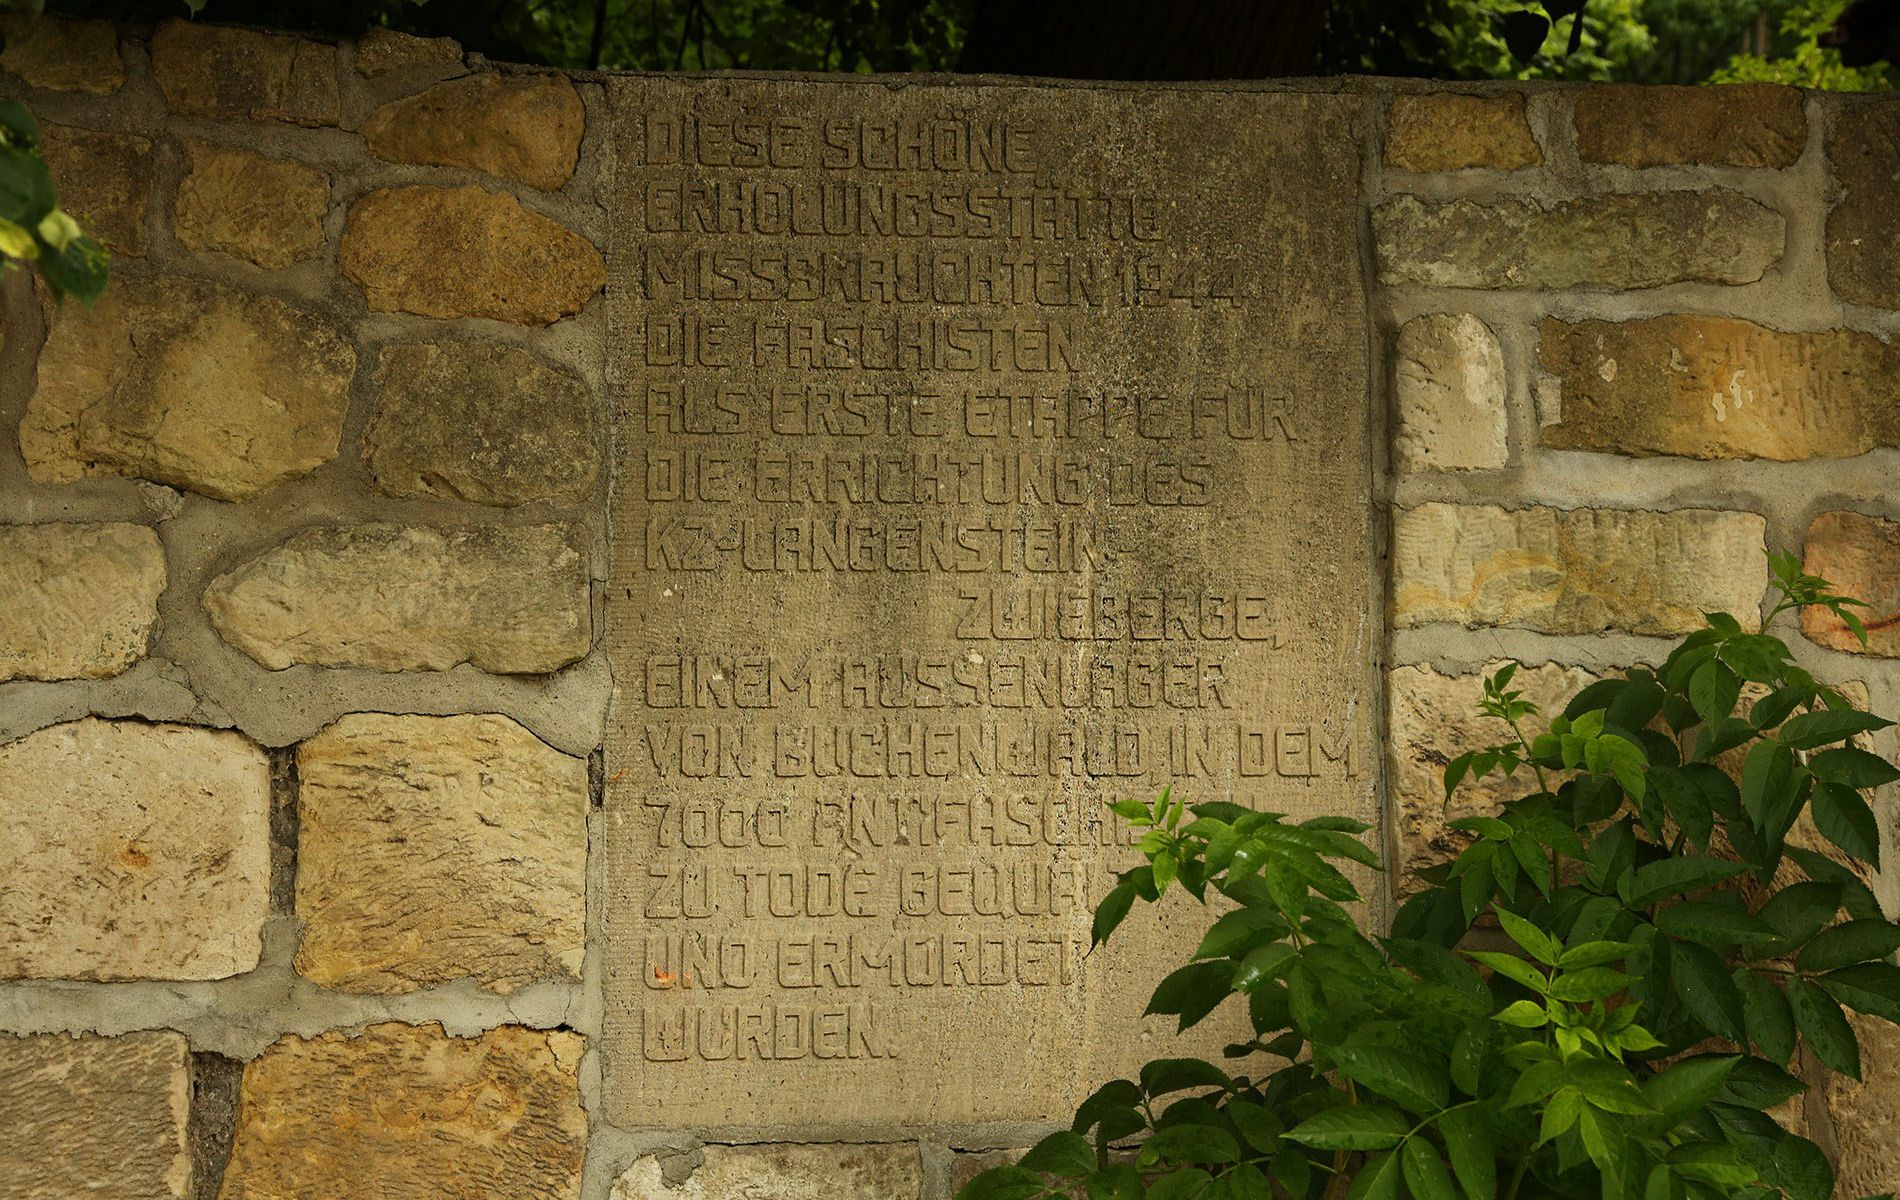 DIESE SCHÖNE
ERHOLUNGSSTÄTTE
MISSBRAUCHTEN 1944
DIE FASCHISTEN
ALS ERSTE ETAPPE FÜR
DIE ERRICHTUNG DES
KZ-LANGENSTEIN-
ZWIEBERGE,
EINEM AUSSENLAGER
VON BUCHENWALD, IN DEM
7000
ZU TODE
UND ERMORDET
WURDEN.